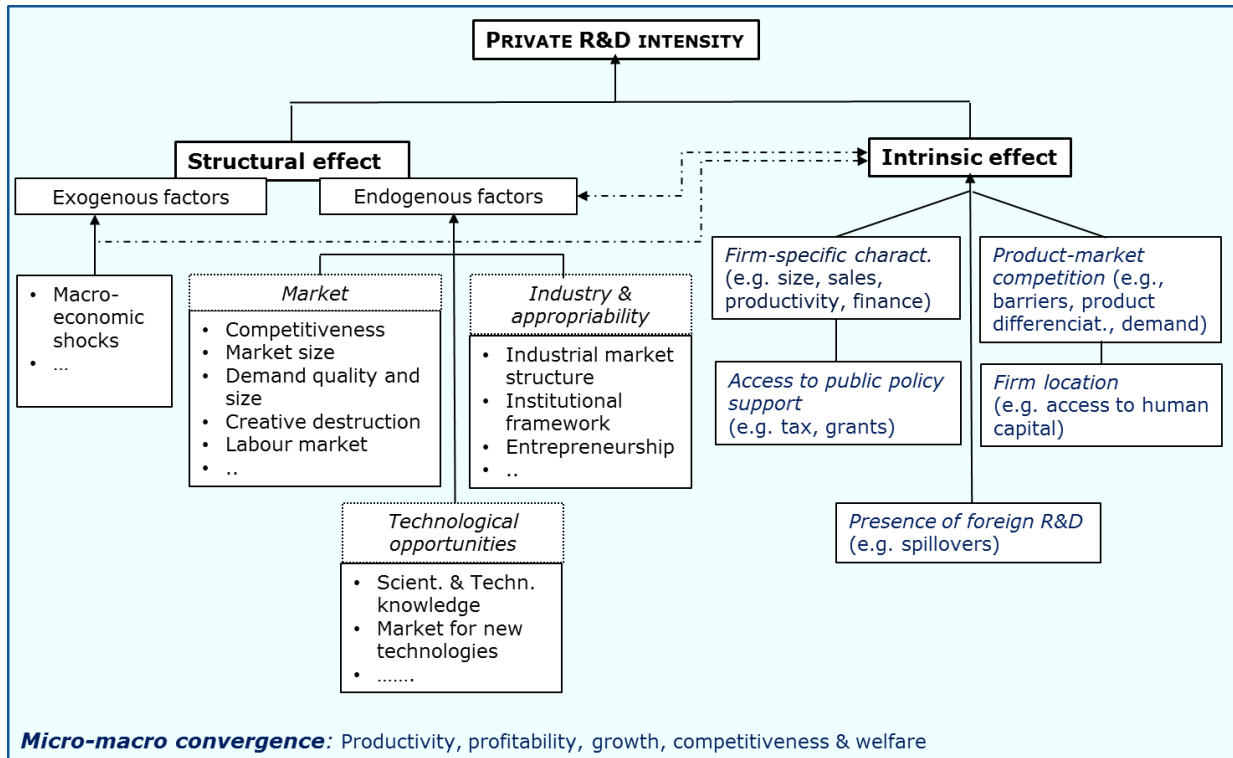 PRIVATE R&D INTENSITY
Structural effect
Exogenous factors
Endogenous factors
Intrinsic effect
• Macro-
economic
shocks
• …
Market
• Competitiveness
• Market size
• Demand quality and
size
• Creative destruction
• Labour market
• ..
Industry &
appropriability
• Industrial market
structure
• Institutional
framework
• Entrepreneurship
• ..
Technological
opportunities
• Scient. & Techn.
knowledge
• Market for new
technologies
• …….
Firm-specific charact.
(e.g. size, sales,
productivity, finance)
Product-market
competition (e.g.,
barriers, product
differenciat., demand)
Access to public policy
support
(e.g. tax, grants)
Firm location
(e.g. access to human
capital)
Presence of foreign R&D
(e.g. spillovers)
Micro-macro convergence: Productivity, profitability, growth, competitiveness & welfare